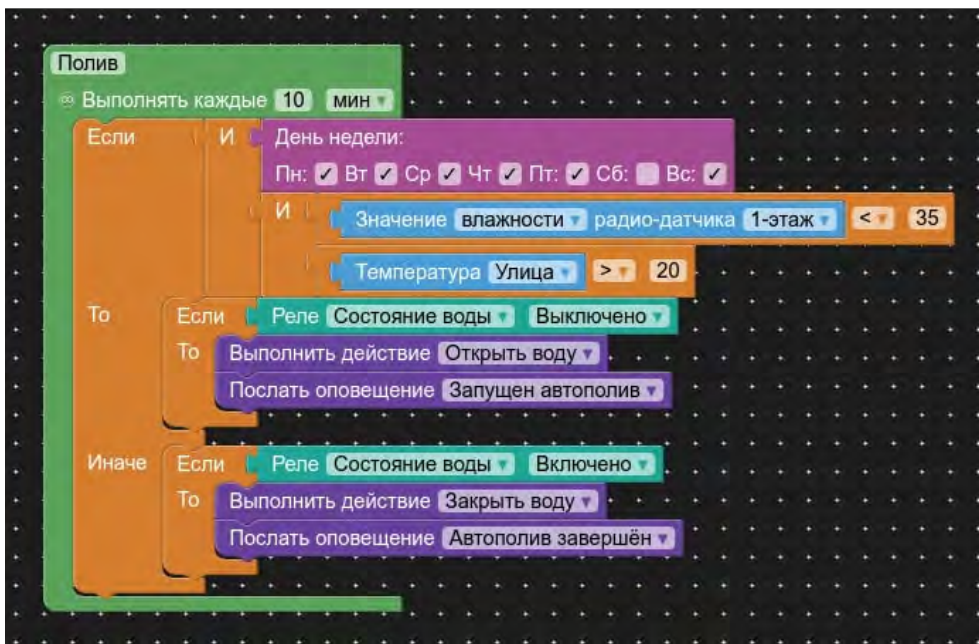 Полив
Выполнять каждые 10 мин
Если И День недели:
Пн: Вт Ср Чт Пт: Сб: Вс:
И Значение влажности радио-датчика 1-этаж < 35
Температура Улица > 20
То Если Реле Состояние воды Выключено
То Выполнить действие Открыть воду
Послать оповещение Запущен автополив
Иначе Если Реле Состояние воды Включено
То Выполнить действие Закрыть воду
Послать оповещение Автополив завершён